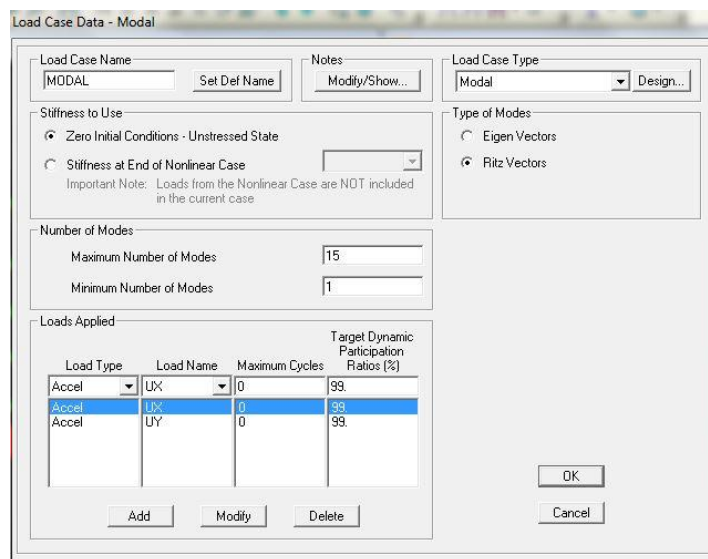 Load Case Data - Modal
Load Case Name
MODAL
Set Def Name
Notes
Modify/Show...
Load Case Type
Modal
Design...
Stiffness to Use
Zero Initial Conditions - Unstressed State
Stiffness at End of Nonlinear Case
Important Note: Loads from the Nonlinear Case are NOT included
in the current case
Type of Modes
Eigen Vectors
Ritz Vectors
Number of Modes
Maximum Number of Modes
15
Minimum Number of Modes
1
Loads Applied
Load Type
Load Name
Maximum Cycles
Target Dynamic
Participation
Ratios (%)
Accel UX 0 99.
Accel UX 0 99.
Accel UY 0 99.
Add
Modify
Delete
OK
Cancel